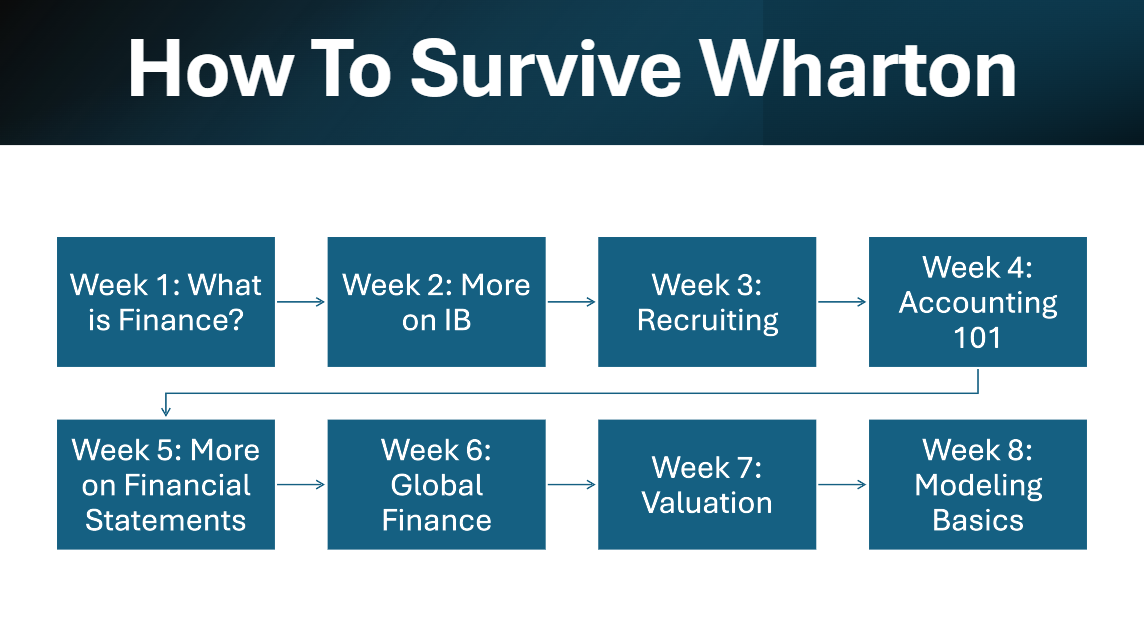 How To Survive Wharton
Week 1: What
is Finance?
Week 2: More
on IB
Week 3:
Recruiting
Week 4:
Accounting
101
Week 5: More
on Financial
Statements
Week 6:
Global
Finance
Week 7:
Valuation
Week 8:
Modeling
Basics